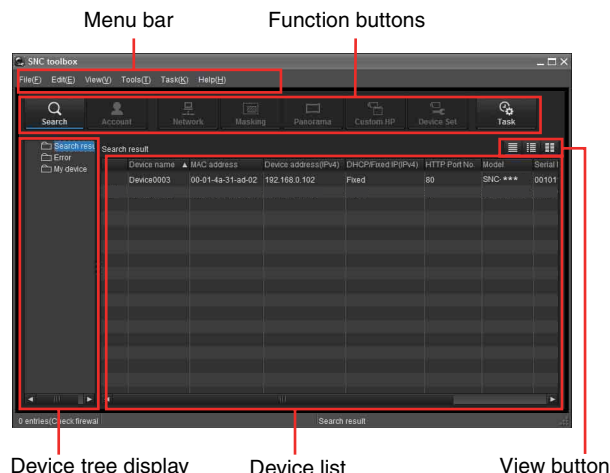 Menu bar
Function buttons
SNC toolbox
File(F) Edit(E) View(V) Tools(T) Task(K) Help(H)
Search Account Network Masking Panorama Custom HP Device Set Task
Search resu
Error
My device
Search result
Device name MAC address Device address(IPv4) DHCP/Fixed IP(IPv4) HTTP Port No. Model Serial
Device0003 00-01-4a-31-ad-02 192.168.0.102 Fixed 80 SNC-*** 00101
0 entries(Check firewal Search result
Device tree display
Device list
View button